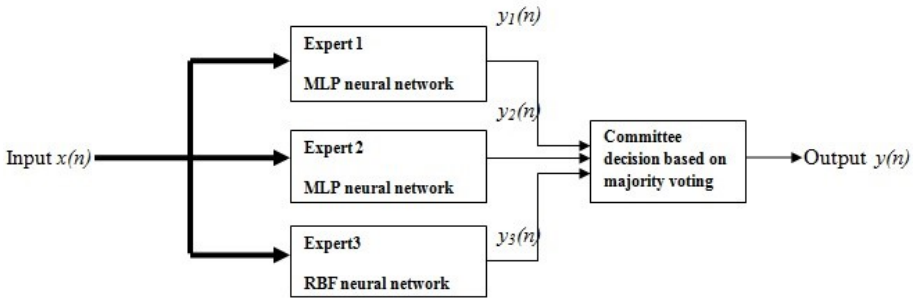 y1(n)
Expert 1
MLP neural network
y2(n)
Input x(n)
Expert 2
MLP neural network
Committee
decision based on
majority voting
Output y(n)
y3(n)
Expert3
RBF neural network